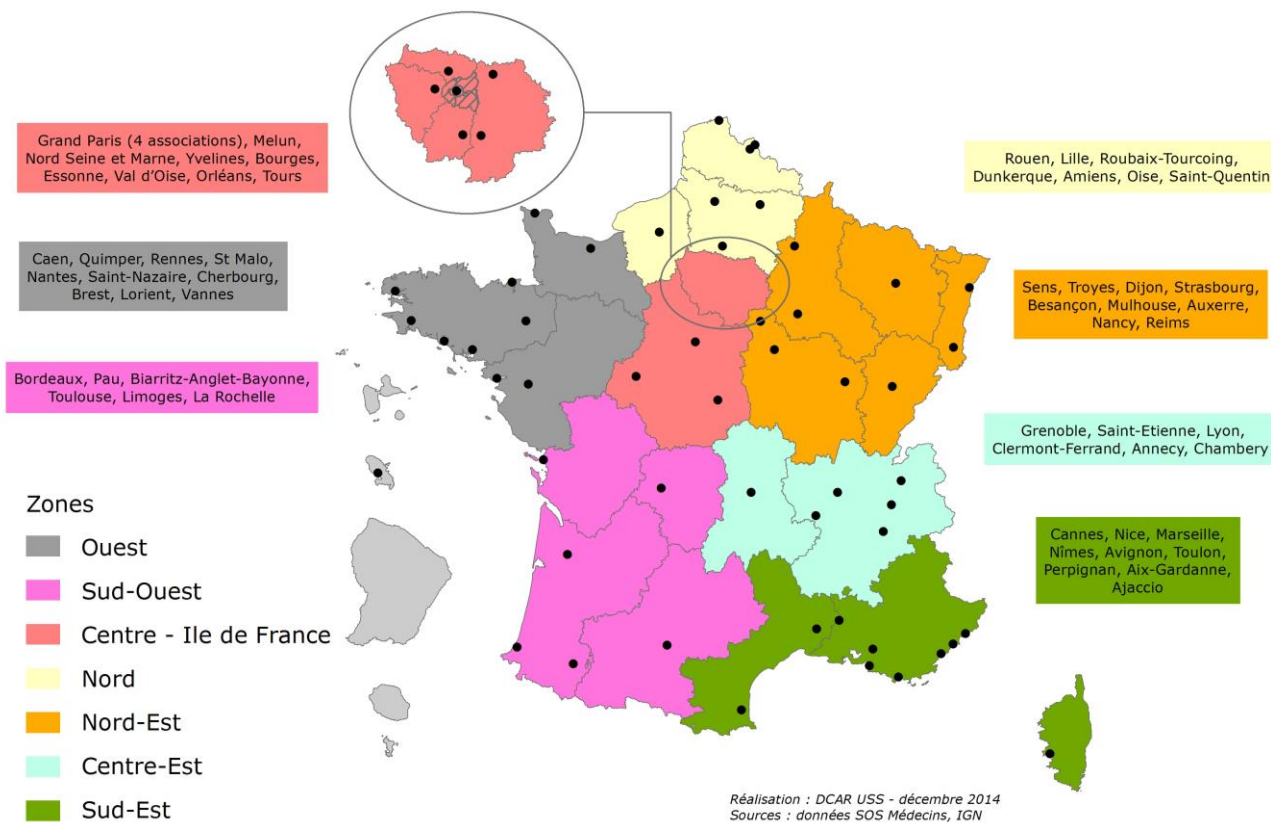 Grand Paris (4 associations), Melun,
Nord Seine et Marne, Yvelines, Bourges,
Essonne, Val d’Oise, Orléans, Tours
Caen, Quimper, Rennes, St Malo,
Nantes, Saint-Nazaire, Cherbourg,
Brest, Lorient, Vannes
Bordeaux, Pau, Biarritz-Anglet-Bayonne,
Toulouse, Limoges, La Rochelle
Rouen, Lille, Roubaix-Tourcoing,
Dunkerque, Amiens, Oise, Saint-Quentin
Sens, Troyes, Dijon, Strasbourg,
Besançon, Mulhouse, Auxerre,
Nancy, Reims
Grenoble, Saint-Etienne, Lyon,
Clermont-Ferrand, Annecy, Chambery
Cannes, Nice, Marseille,
Nîmes, Avignon, Toulon,
Perpignan, Aix-Gardanne,
Ajaccio
Zones
Ouest
Sud-Ouest
Centre - Ile de France
Nord
Nord-Est
Centre-Est
Sud-Est
Réalisation : DCAR USS - décembre 2014
Sources : données SOS Médecins, IGN